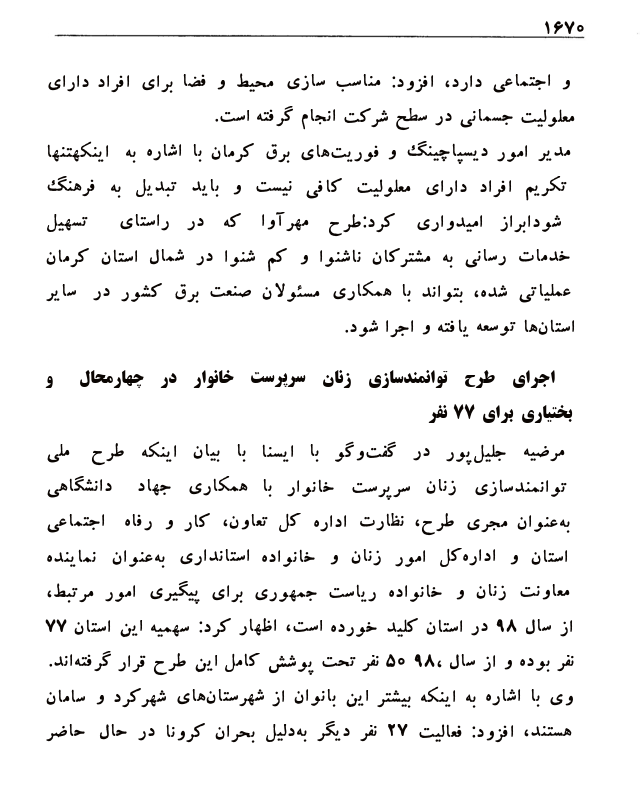 ۱۶۷۰
و اجتماعی دارد، افزود: مناسب سازی محیط و فضا برای افراد دارای
معلولیت جسمانی در سطح شرکت انجام گرفته است.
مدیر امور دیسپاچینگ و فوریت‌های برق کرمان با اشاره به اینکهتنها
تکریم افراد دارای معلولیت کافی نیست و باید تبدیل به فرهنگ
شودابراز امیدواری کرد:طرح مهرآوا که در راستای تسهیل
خدمات رسانی به مشترکان ناشنوا و کم شنوا در شمال استان کرمان
عملیاتی شده، بتواند با همکاری مسئولان صنعت برق کشور در سایر
استان‌ها توسعه یافته و اجرا شود.
اجرای طرح توانمندسازی زنان سرپرست خانوار در چهارمحال و
بختیاری برای ۷۷ نفر
مرضیه جلیل‌پور در گفت‌وگو با ایسنا با بیان اینکه طرح ملی
توانمندسازی زنان سرپرست خانوار با همکاری جهاد دانشگاهی
به‌عنوان مجری طرح، نظارت اداره کل تعاون، کار و رفاه اجتماعی
استان و اداره‌کل امور زنان و خانواده استانداری به‌عنوان نماینده
معاونت زنان و خانواده ریاست جمهوری برای پیگیری امور مرتبط،
از سال ۹۸ در استان کلید خورده است، اظهار کرد: سهمیه این استان ۷۷
نفر بوده و از سال ۹۸، ۵۰ نفر تحت پوشش کامل این طرح قرار گرفته‌اند.
وی با اشاره به اینکه بیشتر این بانوان از شهرستان‌های شهرکرد و سامان
هستند، افزود: فعالیت ۲۷ نفر دیگر به‌دلیل بحران کرونا در حال حاضر